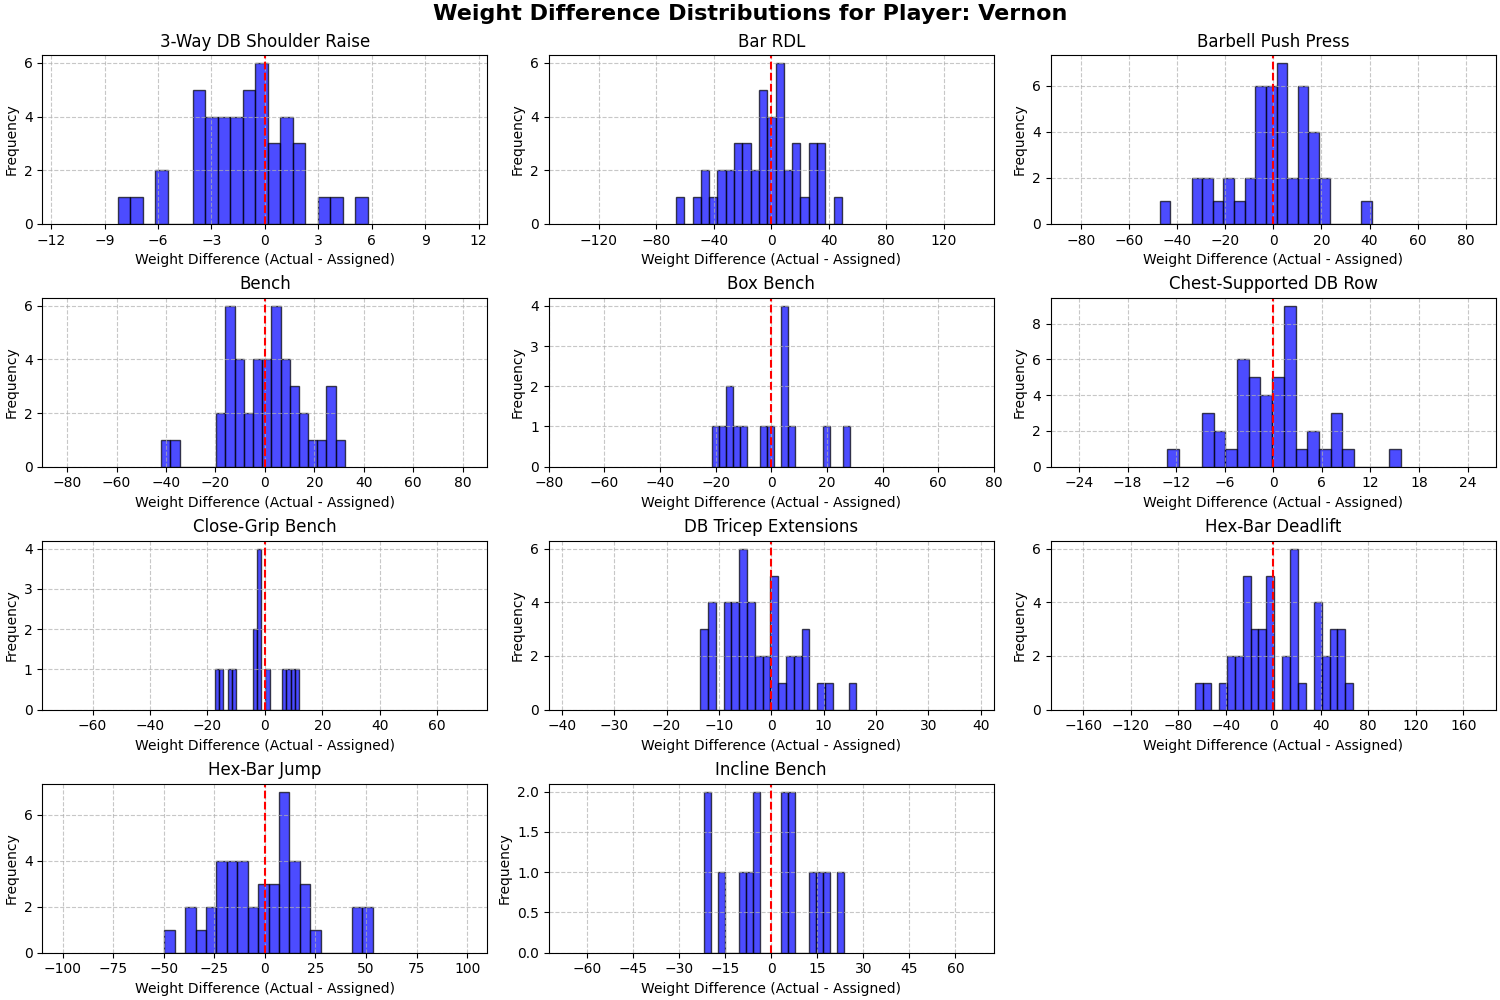 Weight Difference Distributions for Player: Vernon
3-Way DB Shoulder Raise
Frequency
6
4
2
0
−12 −9 −6 −3 0 3 6 9 12
Weight Difference (Actual - Assigned)
Bar RDL
Frequency
6
4
2
0
−120 −80 −40 0 40 80 120
Weight Difference (Actual - Assigned)
Barbell Push Press
Frequency
6
4
2
0
−80 −60 −40 −20 0 20 40 60 80
Weight Difference (Actual - Assigned)
Bench
Frequency
6
4
2
0
−80 −60 −40 −20 0 20 40 60 80
Weight Difference (Actual - Assigned)
Box Bench
Frequency
4
3
2
1
0
−80 −60 −40 −20 0 20 40 60 80
Weight Difference (Actual - Assigned)
Chest-Supported DB Row
Frequency
8
6
4
2
0
−24 −18 −12 −6 0 6 12 18 24
Weight Difference (Actual - Assigned)
Close-Grip Bench
Frequency
4
3
2
1
0
−60 −40 −20 0 20 40 60
Weight Difference (Actual - Assigned)
DB Tricep Extensions
Frequency
6
4
2
0
−40 −30 −20 −10 0 10 20 30 40
Weight Difference (Actual - Assigned)
Hex-Bar Deadlift
Frequency
6
4
2
0
−160 −120 −80 −40 0 40 80 120 160
Weight Difference (Actual - Assigned)
Hex-Bar Jump
Frequency
6
4
2
0
−100 −75 −50 −25 0 25 50 75 100
Weight Difference (Actual - Assigned)
Incline Bench
Frequency
2.0
1.5
1.0
0.5
0.0
−60 −45 −30 −15 0 15 30 45 60
Weight Difference (Actual - Assigned)